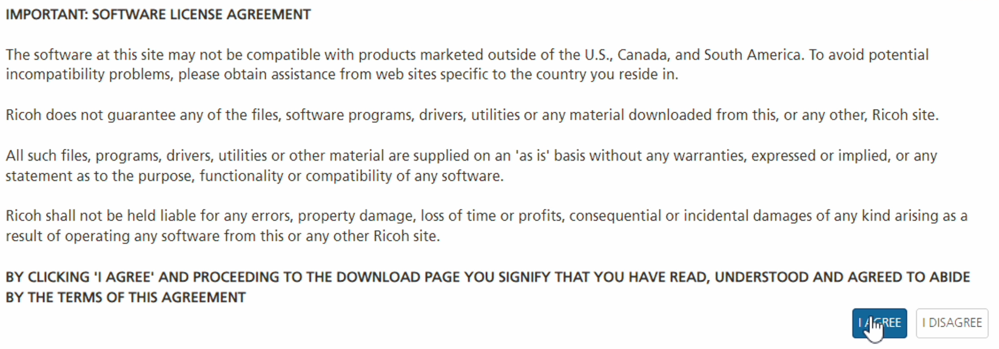 IMPORTANT: SOFTWARE LICENSE AGREEMENT
The software at this site may not be compatible with products marketed outside of the U.S., Canada, and South America. To avoid potential
incompatibility problems, please obtain assistance from web sites specific to the country you reside in.
Ricoh does not guarantee any of the files, software programs, drivers, utilities or any material downloaded from this, or any other, Ricoh site.
All such files, programs, drivers, utilities or other material are supplied on an 'as is' basis without any warranties, expressed or implied, or any
statement as to the purpose, functionality or compatibility of any software.
Ricoh shall not be held liable for any errors, property damage, loss of time or profits, consequential or incidental damages of any kind arising as a
result of operating any software from this or any other Ricoh site.
BY CLICKING 'I AGREE' AND PROCEEDING TO THE DOWNLOAD PAGE YOU SIGNIFY THAT YOU HAVE READ, UNDERSTOOD AND AGREED TO ABIDE
BY THE TERMS OF THIS AGREEMENT
I AGREE I DISAGREE